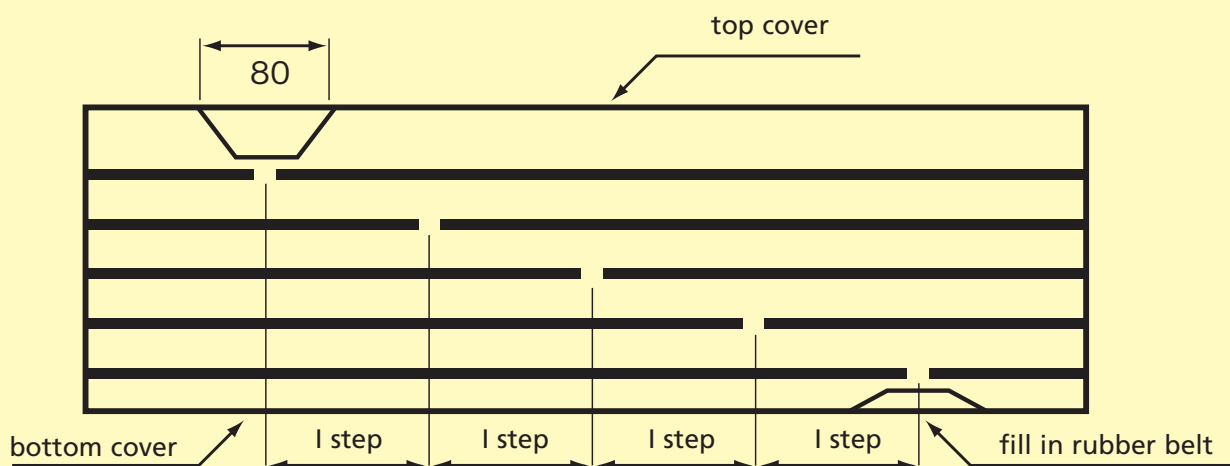 top cover
80
bottom cover
l step
l step
l step
l step
fill in rubber belt